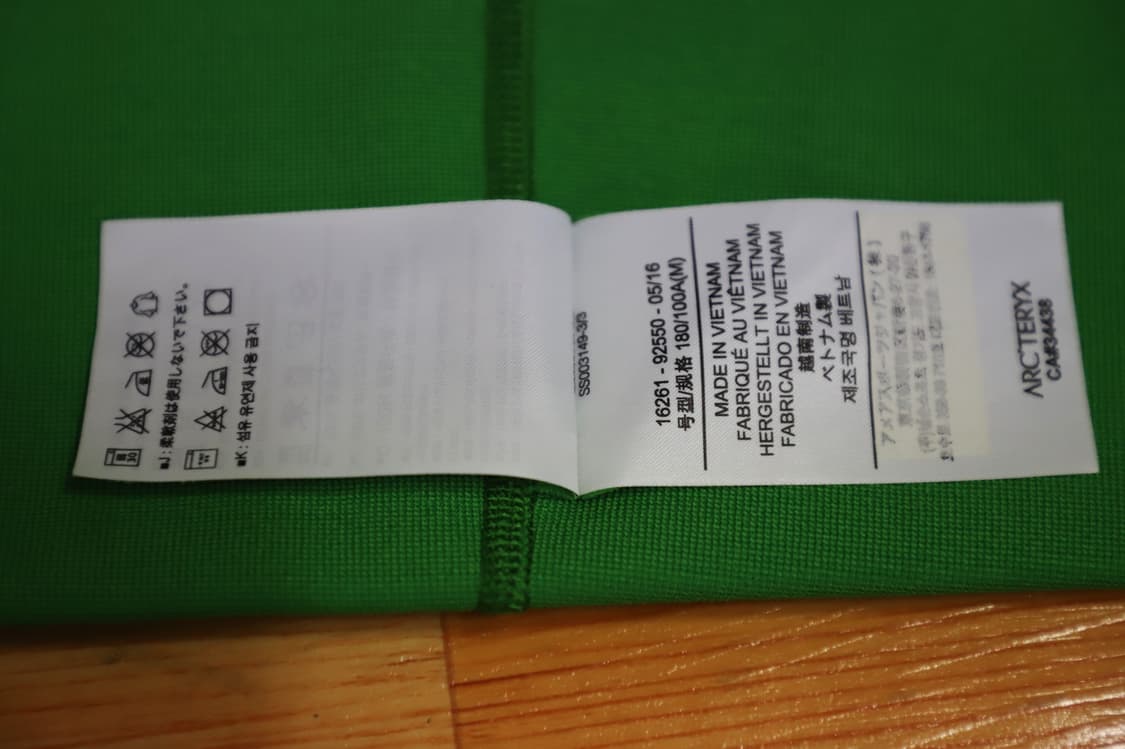 30
■J : 柔軟剤は使用しないで下さい。
■K : 섬유 유연제 사용 금지
SS003149-3/3
16261 - 92550 - 05/16
号型/规格 180/100A(M)
MADE IN VIETNAM
FABRIQUÉ AU VIÊTNAM
HERGESTELLT IN VIETNAM
FABRICADO EN VIETNAM
越南制造
ベトナム製
제조국명 베트남
アメアスポーツジャパン (株)
ARC'TERYX
CA#34438